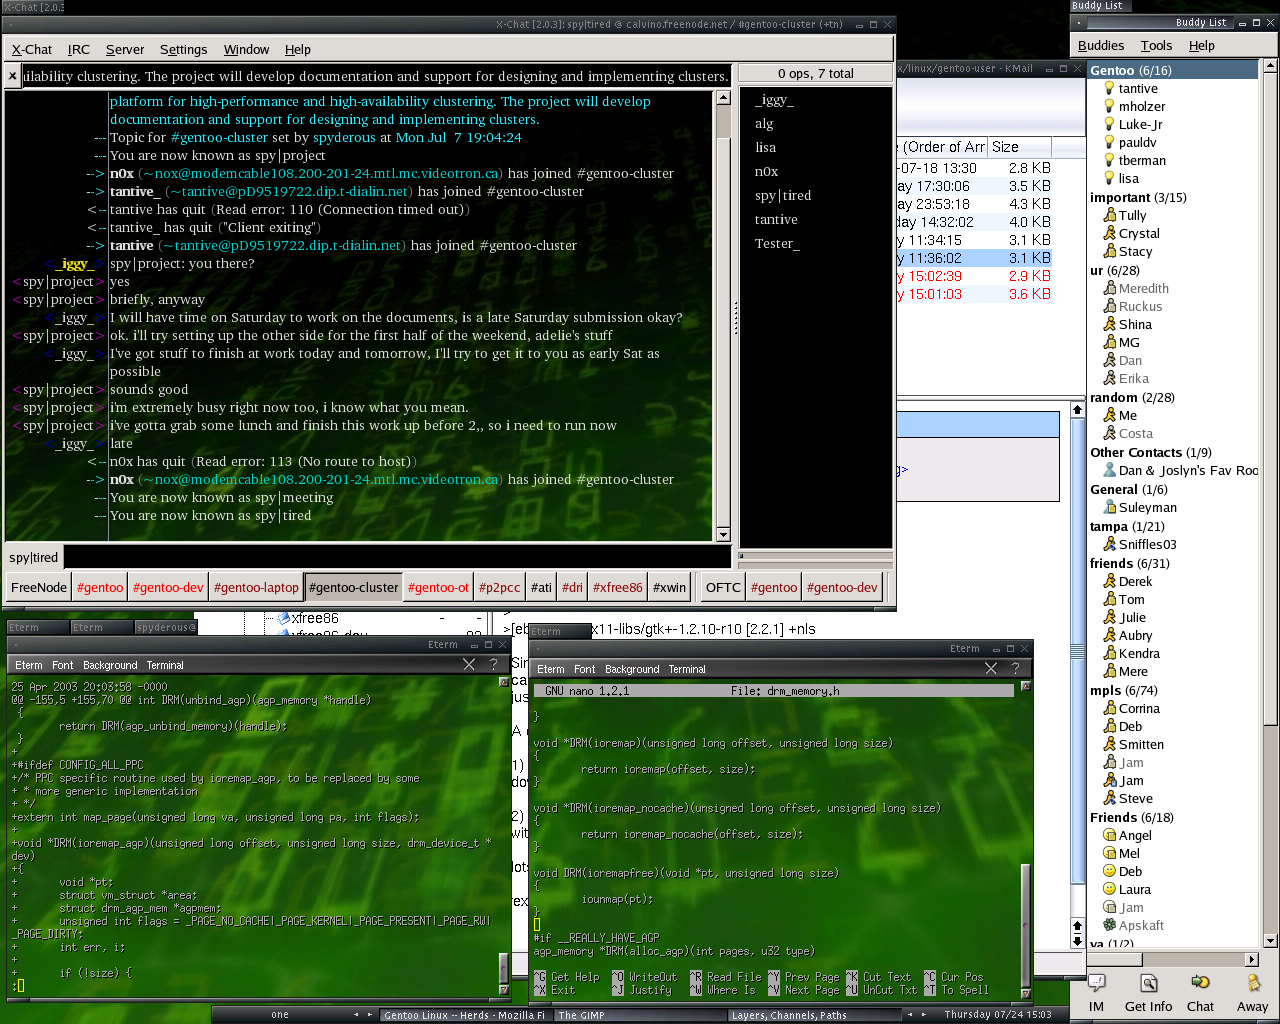 X-Chat [2.0.3]
X-Chat [2.0.3]: spy|tired @ calvino.freenode.net / #gentoo-cluster (+tn)
X-Chat IRC Server Settings Window Help
x ilability clustering. The project will develop documentation and support for designing and implementing clusters.
0 ops, 7 total
platform for high-performance and high-availability clustering. The project will develop
documentation and support for designing and implementing clusters.
--- Topic for #gentoo-cluster set by spyderous at Mon Jul  7 19:04:24
--- You are now known as spy|project
--> n0x (~nox@modemcable108.200-201-24.mtl.mc.videotron.ca) has joined #gentoo-cluster
--> tantive_ (~tantive@pD9519722.dip.t-dialin.net) has joined #gentoo-cluster
<-- tantive has quit (Read error: 110 (Connection timed out))
<-- tantive_ has quit ("Client exiting")
--> tantive (~tantive@pD9519722.dip.t-dialin.net) has joined #gentoo-cluster
<_iggy_> spy|project: you there?
<spy|project> yes
<spy|project> briefly, anyway
<_iggy_> I will have time on Saturday to work on the documents, is a late Saturday submission okay?
<spy|project> ok. i'll try setting up the other side for the first half of the weekend, adelie's stuff
<_iggy_> I've got stuff to finish at work today and tomorrow, I'll try to get it to you as early Sat as
possible
<spy|project> sounds good
<spy|project> i'm extremely busy right now too, i know what you mean.
<spy|project> i've gotta grab some lunch and finish this work up before 2,, so i need to run now
<_iggy_> late
<-- n0x has quit (Read error: 113 (No route to host))
--> n0x (~nox@modemcable108.200-201-24.mtl.mc.videotron.ca) has joined #gentoo-cluster
--- You are now known as spy|meeting
--- You are now known as spy|tired
_iggy_
alg
lisa
n0x
spy|tired
tantive
Tester_
spy|tired
FreeNode #gentoo #gentoo-dev #gentoo-laptop #gentoo-cluster #gentoo-ot #p2pcc #ati #dri #xfree86 #xwin OFTC #gentoo #gentoo-dev
x/linux/gentoo-user - KMail
e (Order of Arr Size
-07-18 13:30 2.8 KB
day 17:30:06 3.5 KB
ay 23:53:18 4.3 KB
day 14:32:02 4.0 KB
y 11:34:15 3.1 KB
y 11:36:02 3.1 KB
y 15:02:39 2.9 KB
y 15:01:03 3.6 KB
g>
xfree86 - -
>[eb
x11-libs/gtk+-1.2.10-r10 [2.2.1] +nls
Sin
ca
jus
A
1)
dov
2)
wit
lots
rex
Buddy List
Buddy List
Buddies Tools Help
Gentoo (6/16)
tantive
mholzer
Luke-Jr
pauldv
tberman
lisa
important (3/15)
Tully
Crystal
Stacy
ur (6/28)
Meredith
Ruckus
Shina
MG
Dan
Erika
random (2/28)
Me
Costa
Other Contacts (1/9)
Dan & Joslyn's Fav Roo
General (1/6)
Suleyman
tampa (1/21)
Sniffles03
friends (6/31)
Derek
Tom
Julie
Aubry
Kendra
Mere
mpls (6/74)
Corrina
Deb
Smitten
Jam
Jam
Steve
Friends (6/18)
Angel
Mel
Deb
Laura
Jam
Apskaft
va (1/2)
IM Get Info Chat Away
Eterm Eterm spyderous@
Eterm
Eterm Font Background Terminal
25 Apr 2003 20:03:58 -0000
@@ -155,5 +155,70 @@ int DRM(unbind_agp)(agp_memory *handle)
{
return DRM(agp_unbind_memory)(handle);
}
+
+#ifdef CONFIG_ALL_PPC
+/* PPC specific routine used by ioremap_agp, to be replaced by some
+ * more generic implementation
+ */
+extern int map_page(unsigned long va, unsigned long pa, int flags);
+
+void *DRM(ioremap_agp)(unsigned long offset, unsigned long size, drm_device_t *
dev)
+{
+ void *pt;
+ struct vm_struct *area;
+ struct drm_agp_mem *agpmem;
+ unsigned int flags = _PAGE_NO_CACHE|_PAGE_KERNEL|_PAGE_PRESENT|_PAGE_RW|
_PAGE_DIRTY;
+ int err, i;
+
+ if (!size) {
:
Eterm
Eterm
Eterm Font Background Terminal
GNU nano 1.2.1 File: drm_memory.h
}
void *DRM(ioremap)(unsigned long offset, unsigned long size)
{
return ioremap(offset, size);
}
void *DRM(ioremap_nocache)(unsigned long offset, unsigned long size)
{
return ioremap_nocache(offset, size);
}
void DRM(ioremapfree)(void *pt, unsigned long size)
{
iounmap(pt);
}
#if __REALLY_HAVE_AGP
agp_memory *DRM(alloc_agp)(int pages, u32 type)
^G Get Help ^O WriteOut ^R Read File ^Y Prev Page ^K Cut Text ^C Cur Pos
^X Exit ^J Justify ^W Where Is ^V Next Page ^U UnCut Txt ^T To Spell
one Gentoo Linux -- Herds - Mozilla Fi The GIMP Layers, Channels, Paths Thursday 07/24 15:03